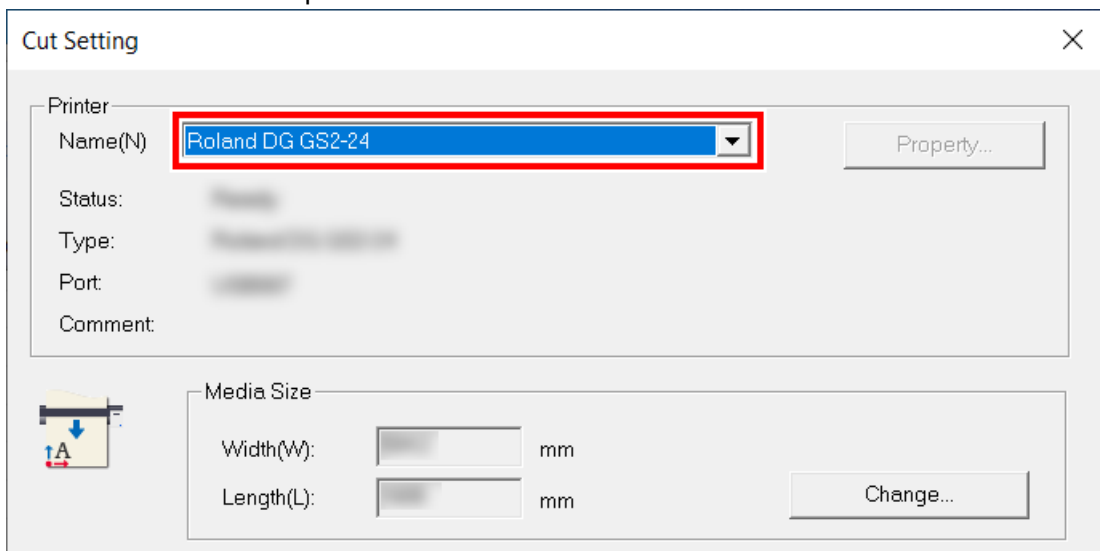 Cut Setting
Printer
Name(N) Roland DG GS2-24 Property...
Status:
Type:
Port:
Comment:
Media Size
Width(W): mm
Length(L): mm Change...
A